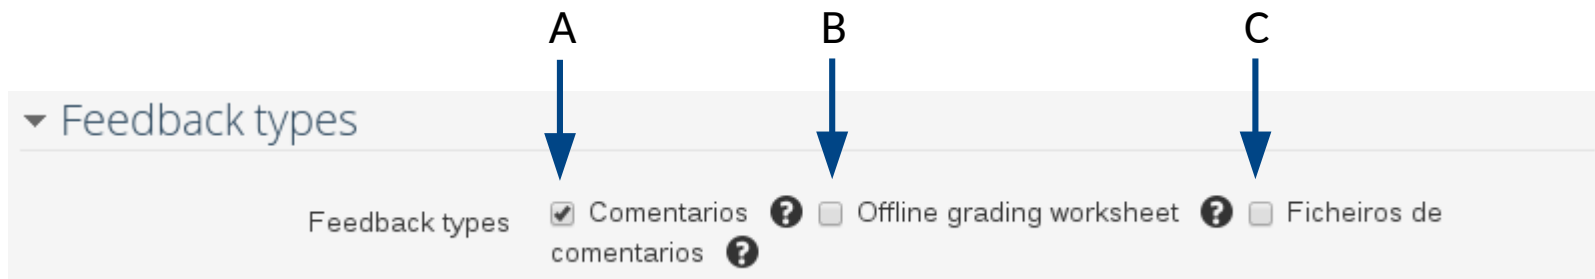 A B C
Feedback types
Feedback types Comentarios ? Offline grading worksheet ? Ficheiros de
comentarios ?